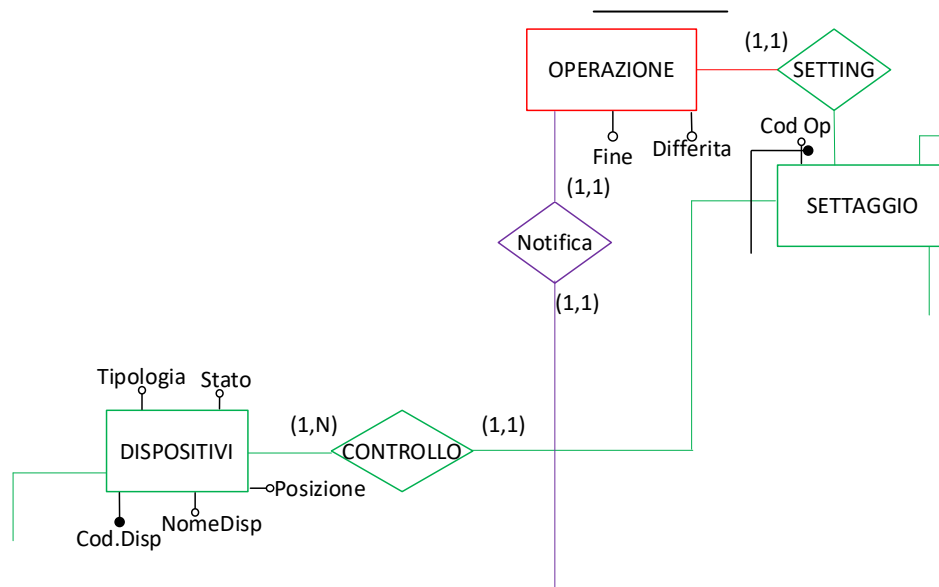 (1,1)
OPERAZIONE
SETTING
Cod Op
Fine
Differita
(1,1)
SETTAGGIO
Notifica
(1,1)
Tipologia
Stato
(1,N)
(1,1)
DISPOSITIVI
CONTROLLO
Posizione
NomeDisp
Cod.Disp